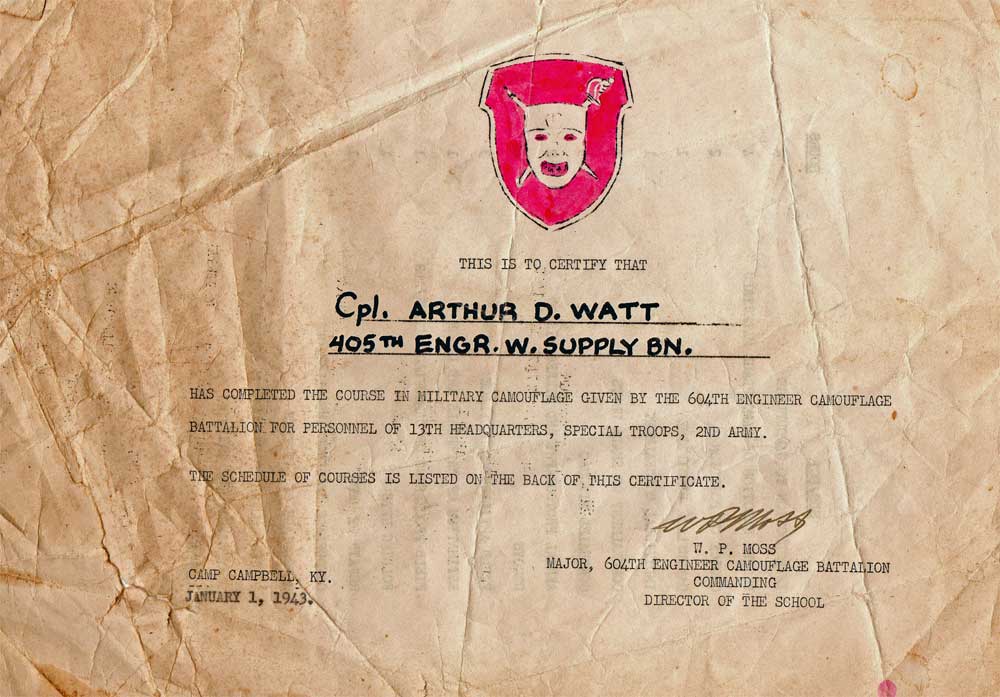 THIS IS TO CERTIFY THAT
Cpl. ARTHUR D. WATT
405TH ENGR. W. SUPPLY BN.
HAS COMPLETED THE COURSE IN MILITARY CAMOUFLAGE GIVEN BY THE 604TH ENGINEER CAMOUFLAGE
BATTALION FOR PERSONNEL OF 13TH HEADQUARTERS, SPECIAL TROOPS, 2ND ARMY.
THE SCHEDULE OF COURSES IS LISTED ON THE BACK OF THIS CERTIFICATE.
W P Moss
W. P. MOSS
MAJOR, 604TH ENGINEER CAMOUFLAGE BATTALION
COMMANDING
DIRECTOR OF THE SCHOOL
CAMP CAMPBELL, KY.
JANUARY 1, 1943.